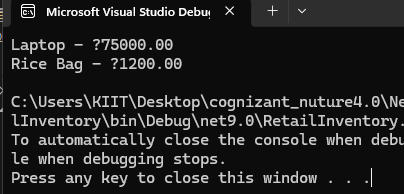 Microsoft Visual Studio Debug
Laptop - ?75000.00
Rice Bag - ?1200.00
C:\Users\KIIT\Desktop\cognizant_nuture4.0\Ne
lInventory\bin\Debug\net9.0\RetailInventory.
To automatically close the console when debu
le when debugging stops.
Press any key to close this window . . .